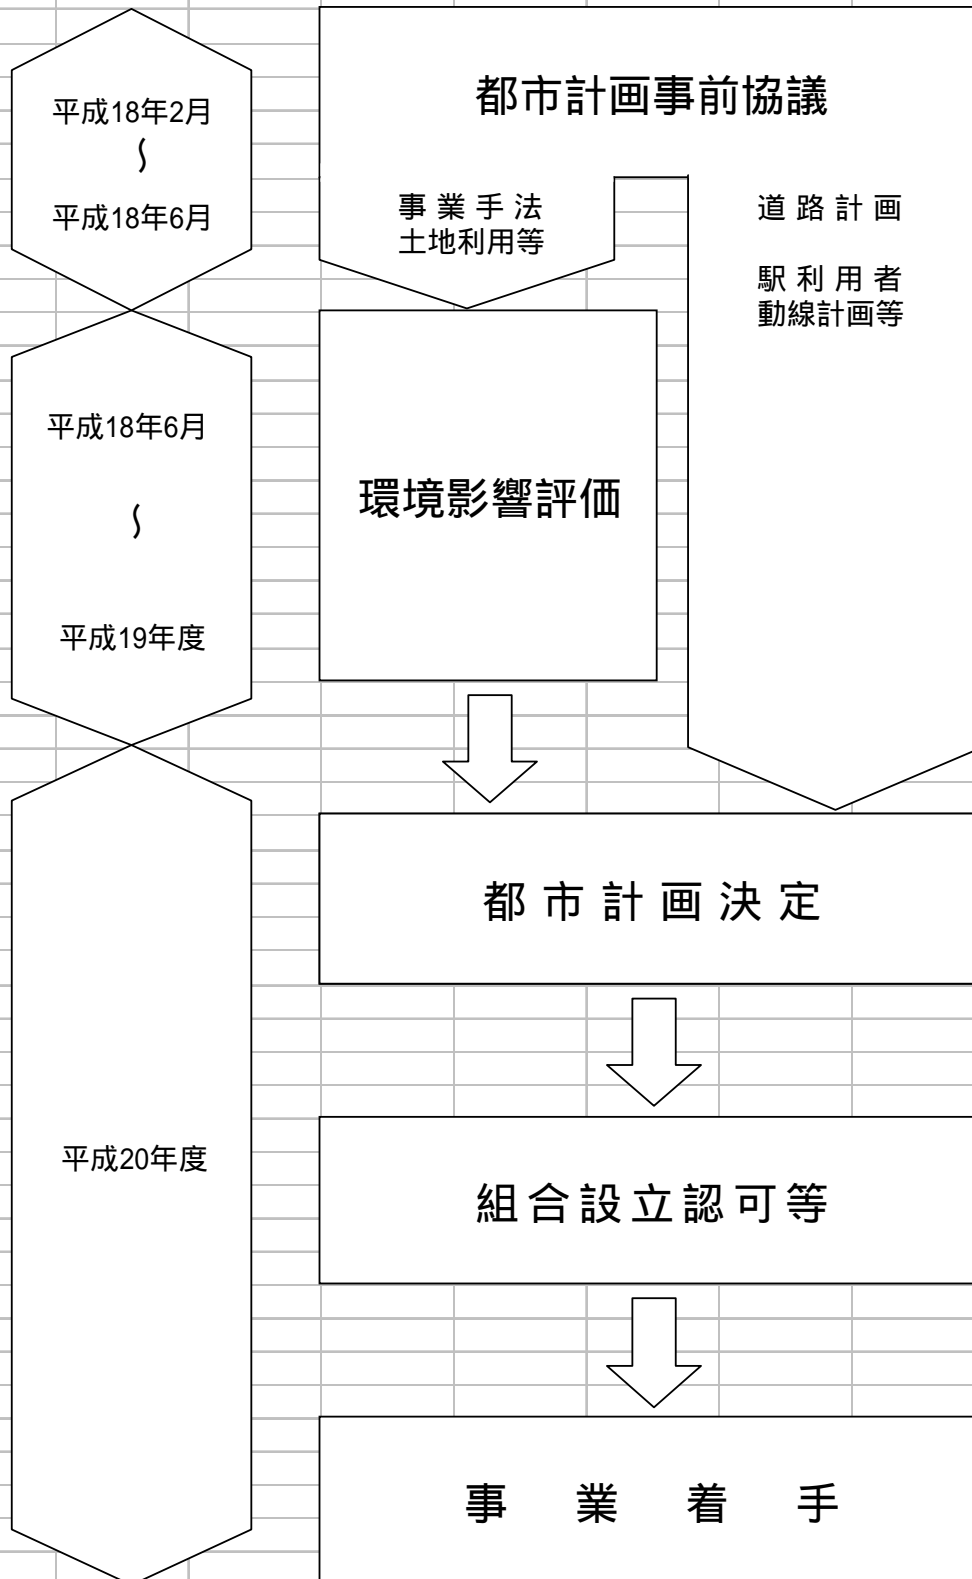 平成18年2月
〜
平成18年6月
都市計画事前協議
事業手法
土地利用等
道路計画
駅利用者
動線計画等
平成18年6月
〜
平成19年度
環境影響評価
都市計画決定
平成20年度
組合設立認可等
事業着手